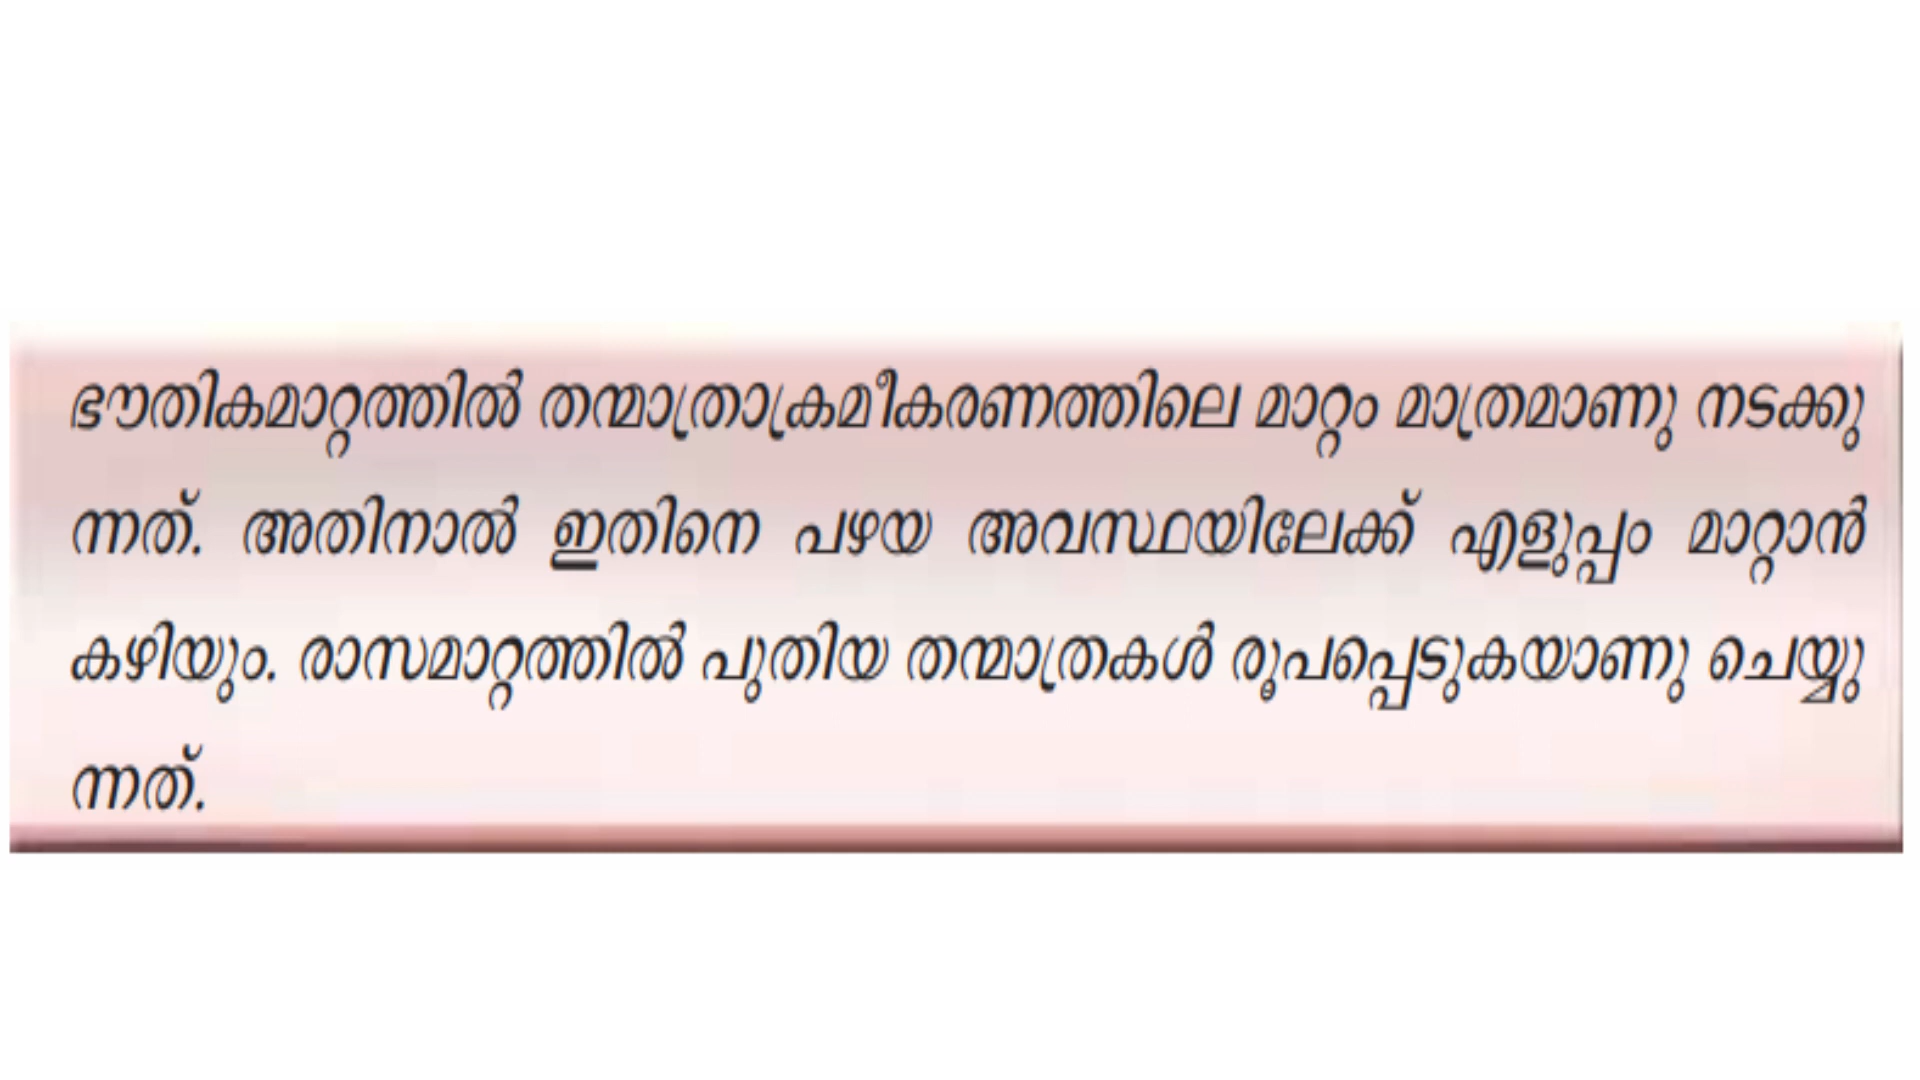 ഭൗതികമാറ്റത്തിൽ തന്മാത്രാക്രമീകരണത്തിലെ മാറ്റം മാത്രമാണു നടക്കു
ന്നത്. അതിനാൽ ഇതിനെ പഴയ അവസ്ഥയിലേക്ക് എളുപ്പം മാറ്റാൻ
കഴിയും. രാസമാറ്റത്തിൽ പുതിയ തന്മാത്രകൾ രൂപപ്പെടുകയാണു ചെയ്യു
ന്നത്.